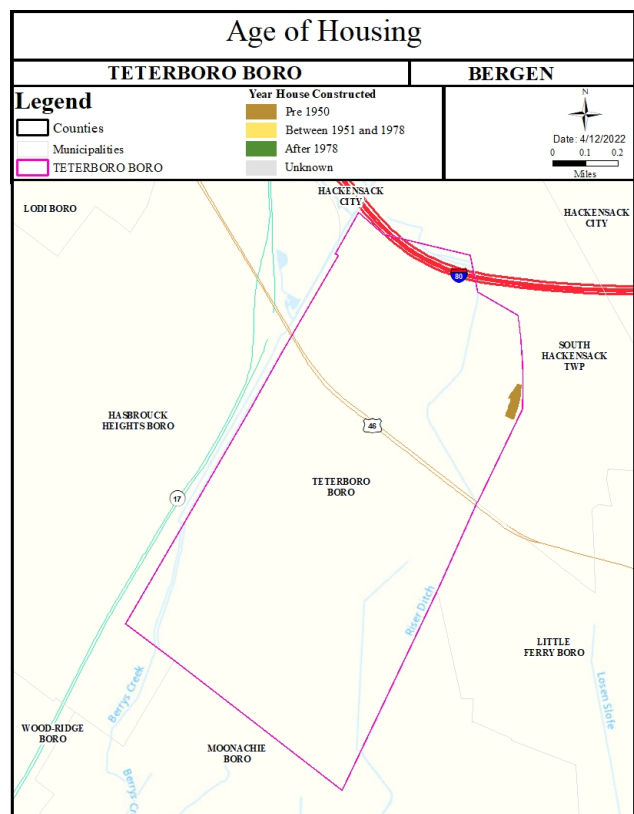 Age of Housing
TETERBORO BORO
BERGEN
Legend
Counties
Municipalities
TETERBORO BORO
Year House Constructed
Pre 1950
Between 1951 and 1978
After 1978
Unknown
N
Date: 4/12/2022
0 0.1 0.2
Miles
LODI BORO
HACKENSACK
CITY
HACKENSACK
CITY
80
SOUTH
HACKENSACK
TWP
HASBROUCK
HEIGHTS BORO
46
TETERBORO
BORO
17
Riser Ditch
LITTLE
FERRY BORO
Berrys Creek
Losen Slofe
WOOD-RIDGE
BORO
MOONACHIE
BORO
Berrys Cr